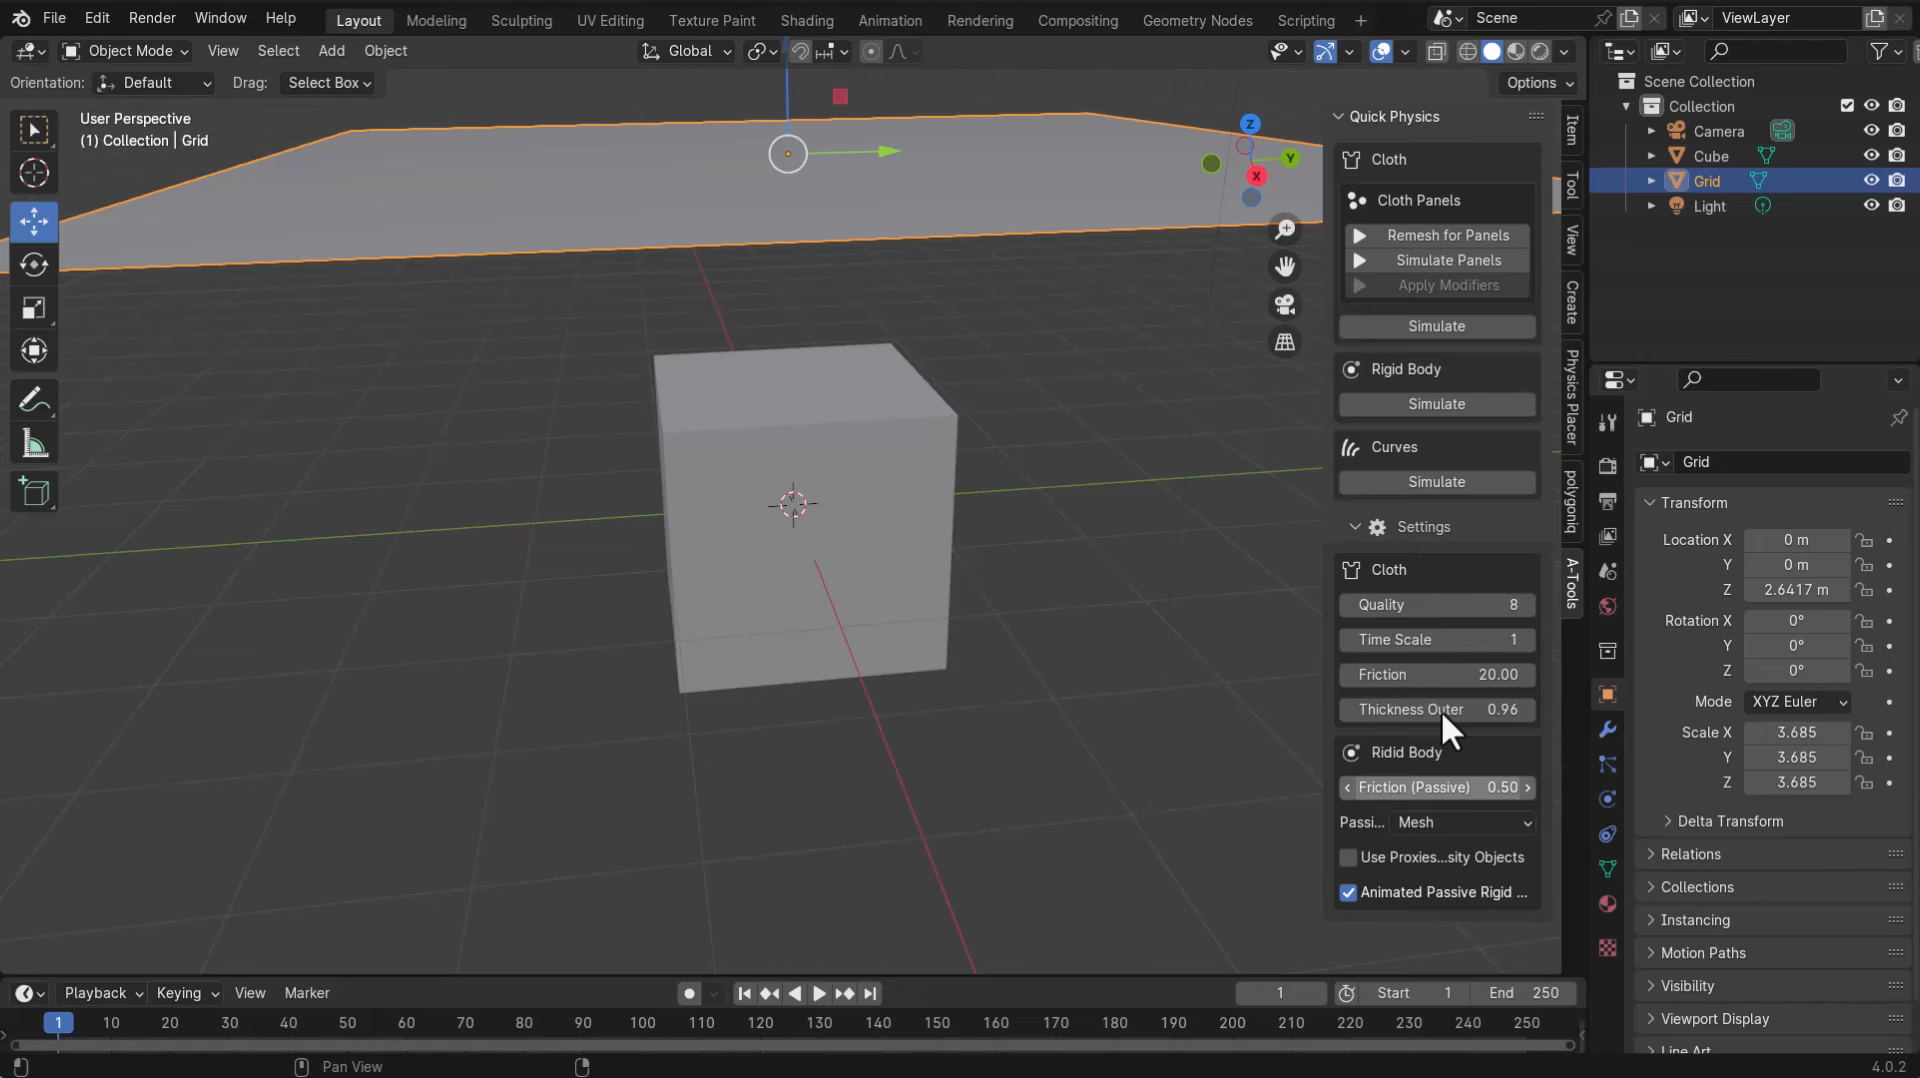 File Edit Render Window Help Layout Modeling Sculpting UV Editing Texture Paint Shading Animation Rendering Compositing Geometry Nodes Scripting + Scene ViewLayer
Object Mode View Select Add Object Global
Orientation: Default Drag: Select Box Options
User Perspective
(1) Collection | Grid
Z
Y
X
Quick Physics
Cloth
Cloth Panels
Remesh for Panels
Simulate Panels
Apply Modifiers
Simulate
Rigid Body
Simulate
Curves
Simulate
Settings
Cloth
Quality 8
Time Scale 1
Friction 20.00
Thickness Outer 0.96
Ridid Body
Friction (Passive) 0.50
Passi... Mesh
Use Proxies...sity Objects
Animated Passive Rigid ...
Item
Tool
View
Create
Physics Placer
polygoniq
A-Tools
Scene Collection
Collection
Camera
Cube
Grid
Light
Grid
Grid
Transform
Location X 0 m
Y 0 m
Z 2.6417 m
Rotation X 0°
Y 0°
Z 0°
Mode XYZ Euler
Scale X 3.685
Y 3.685
Z 3.685
Delta Transform
Relations
Collections
Instancing
Motion Paths
Visibility
Viewport Display
Line Art
Playback Keying View Marker 1 Start 1 End 250
1 10 20 30 40 50 60 70 80 90 100 110 120 130 140 150 160 170 180 190 200 210 220 230 240 250
Pan View 4.0.2